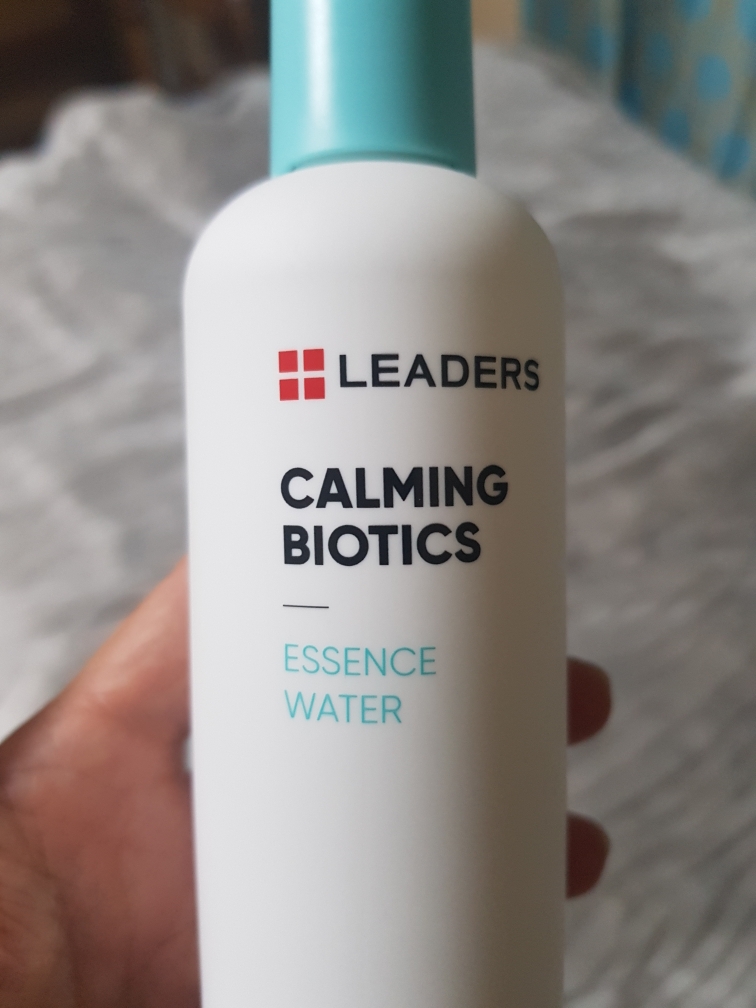 LEADERS
CALMING
BIOTICS
ESSENCE
WATER